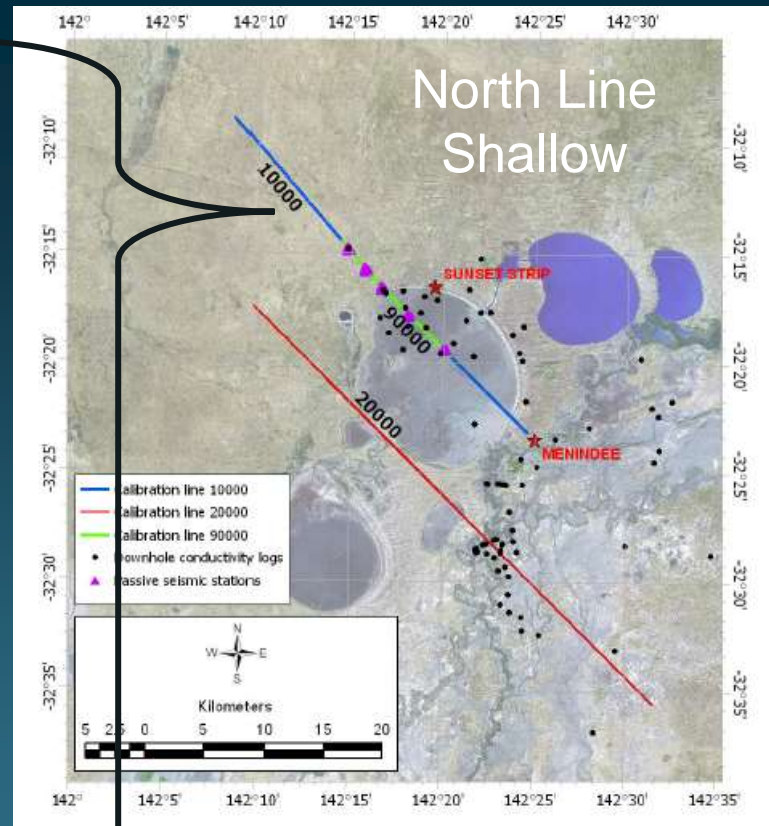 142° 142°5' 142°10' 142°15' 142°20' 142°25' 142°30'
North Line
Shallow
-32°10' -32°10'
10000
-32°15' -32°15'
SUNSET STRIP
90000
-32°20' -32°20'
20000
MENINDEE
-32°25' -32°25'
Calibration line 10000
Calibration line 20000
Calibration line 90000
Downhole conductivity logs
Passive seismic stations
-32°30' -32°30'
N
W E
S
-32°35' -32°35'
Kilometers
5 2.5 0 5 10 15 20
142° 142°5' 142°10' 142°15' 142°20' 142°25' 142°30' 142°35'